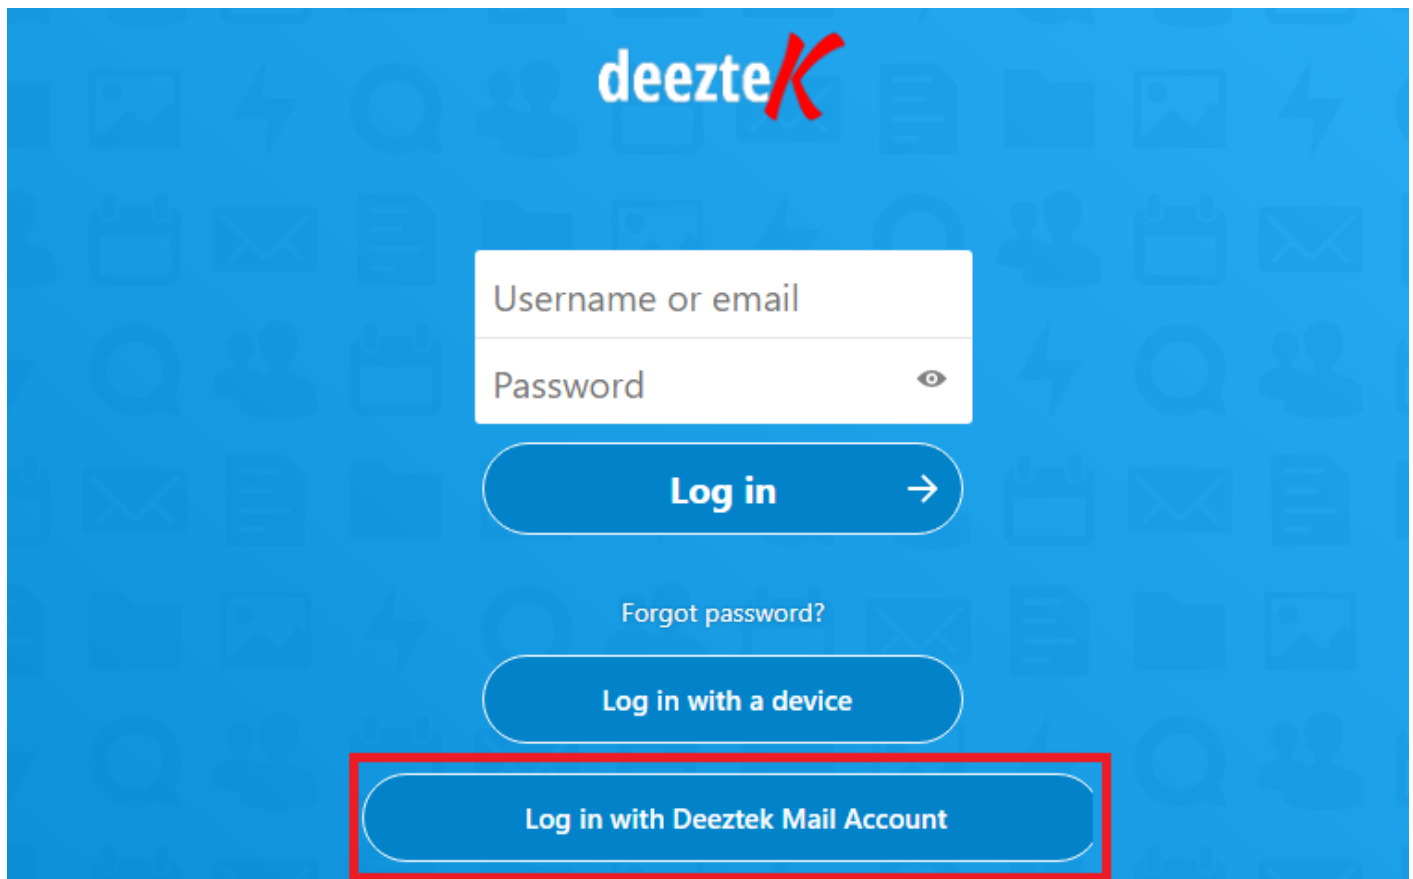 deezteK
Username or email
Password
Log in
Forgot password?
Log in with a device
Log in with Deeztek Mail Account